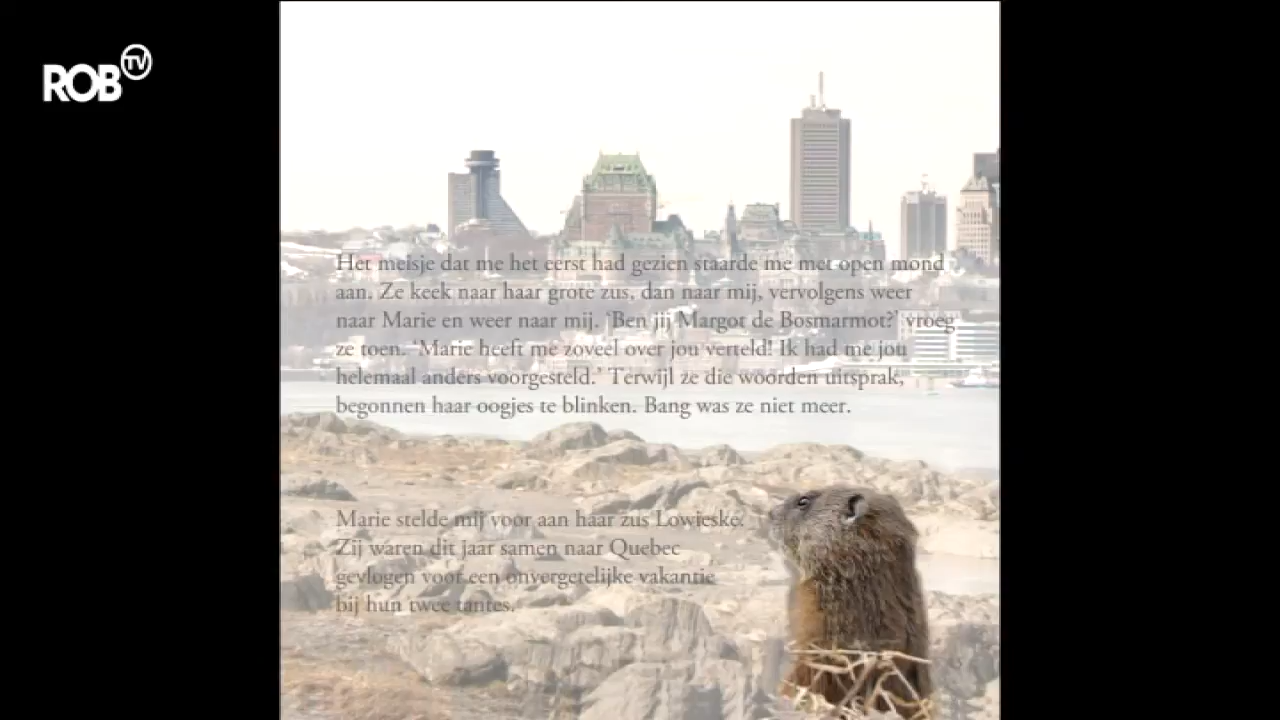 ROB TV
Het meisje dat me het eerst had gezien staarde me met open mond
aan. Ze keek naar haar grote zus, dan naar mij, vervolgens weer
naar Marie en weer naar mij. ‘Ben jij Margot de Bosmarmot?’ vroeg
ze toen. ‘Marie heeft me zoveel over jou verteld! Ik had me jou
helemaal anders voorgesteld.’ Terwijl ze die woorden uitsprak,
begonnen haar oogjes te blinken. Bang was ze niet meer.
Marie stelde mij voor aan haar zus Lowieske.
Zij waren dit jaar samen naar Quebec
gevlogen voor een onvergetelijke vakantie
bij hun twee tantes.